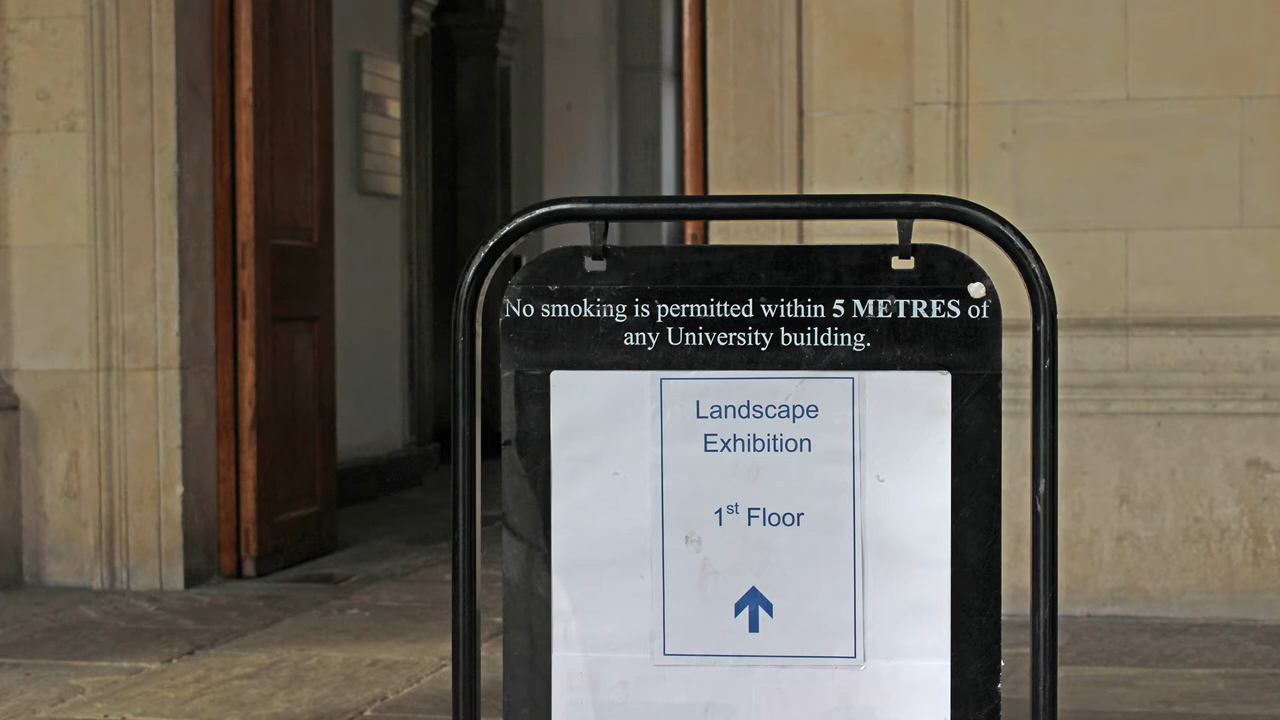 No smoking is permitted within 5 METRES of
any University building.
Landscape
Exhibition
1st Floor